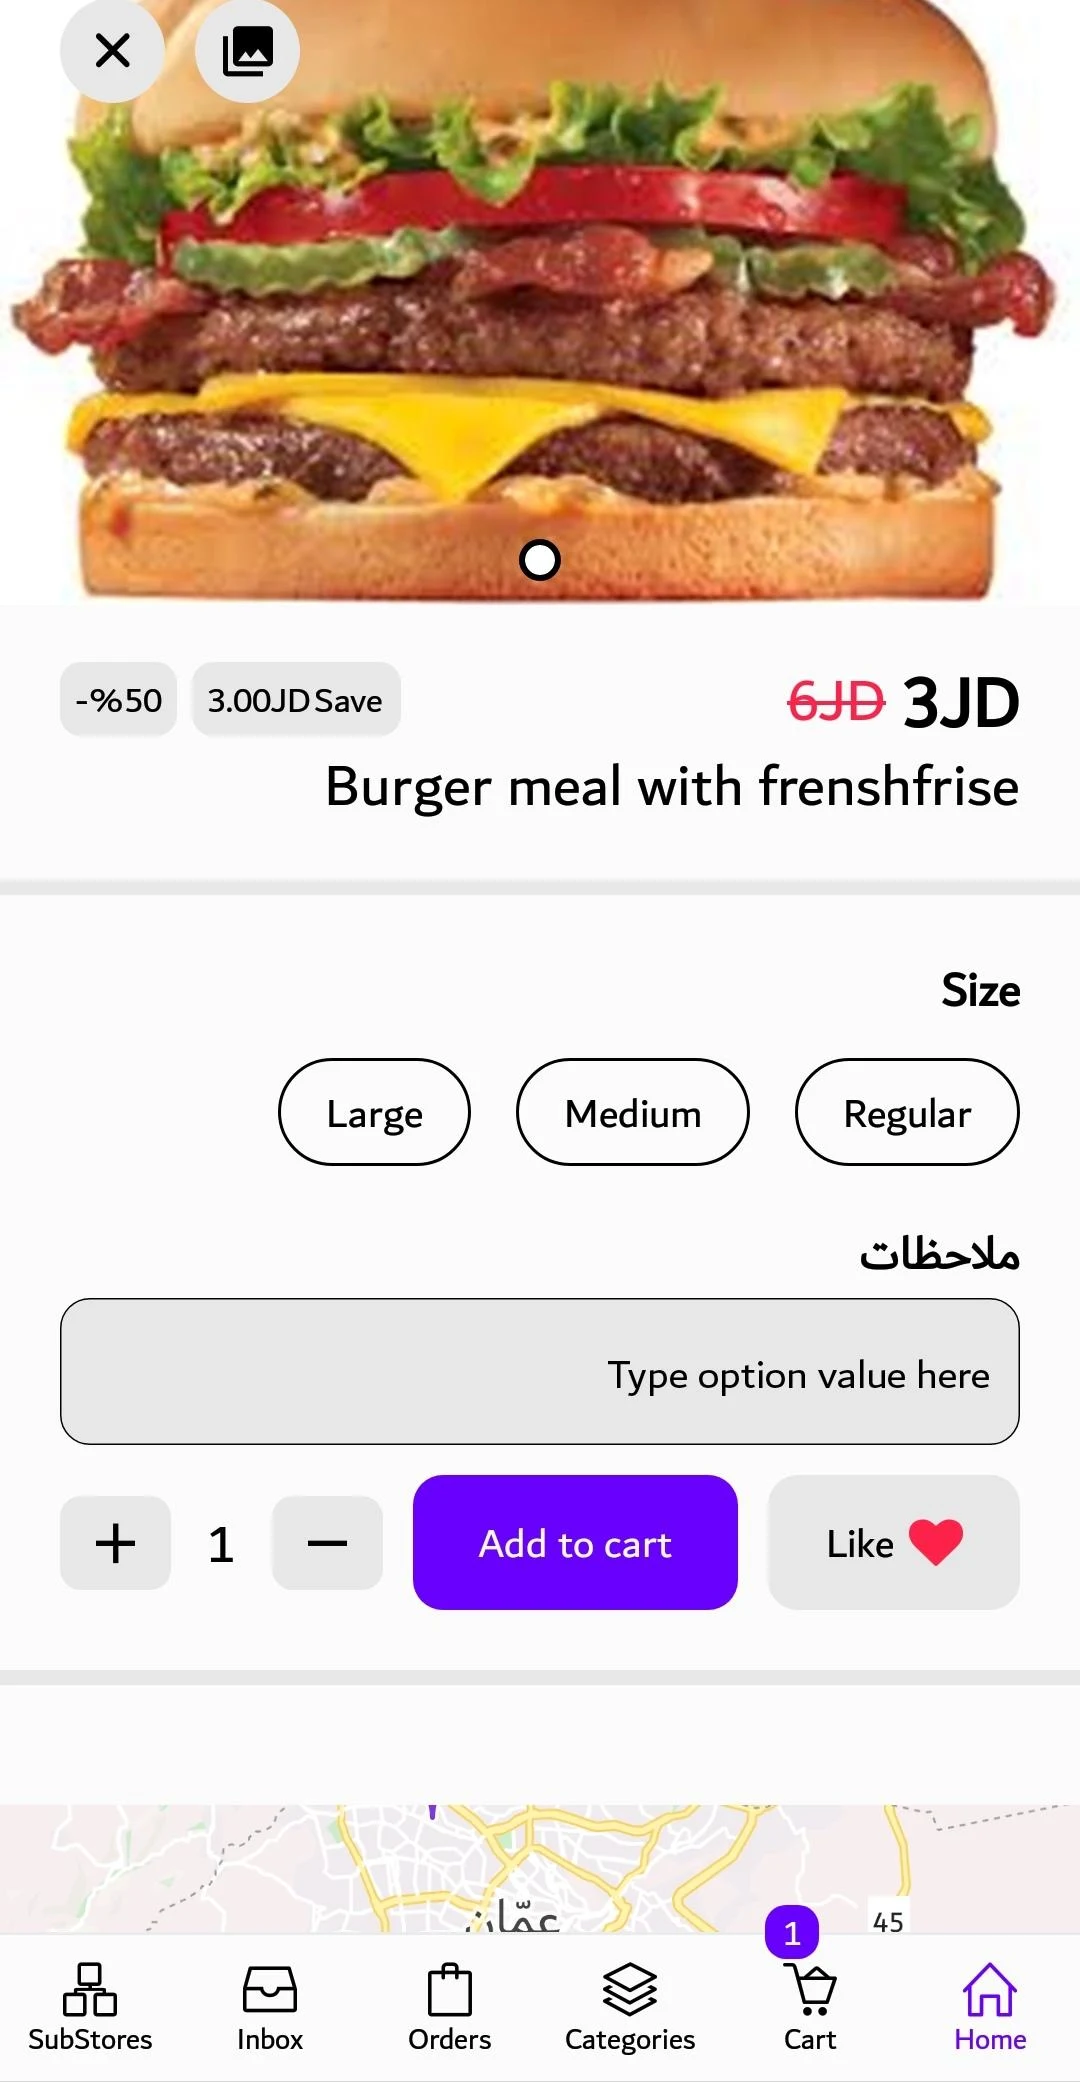 -%50
3.00JD Save
6JD 3JD
Burger meal with frenshfrise
Size
Regular
Medium
Large
ملاحظات
Type option value here
+ 1 −
Add to cart
Like
عمّان
45
1
SubStores
Inbox
Orders
Categories
Cart
Home